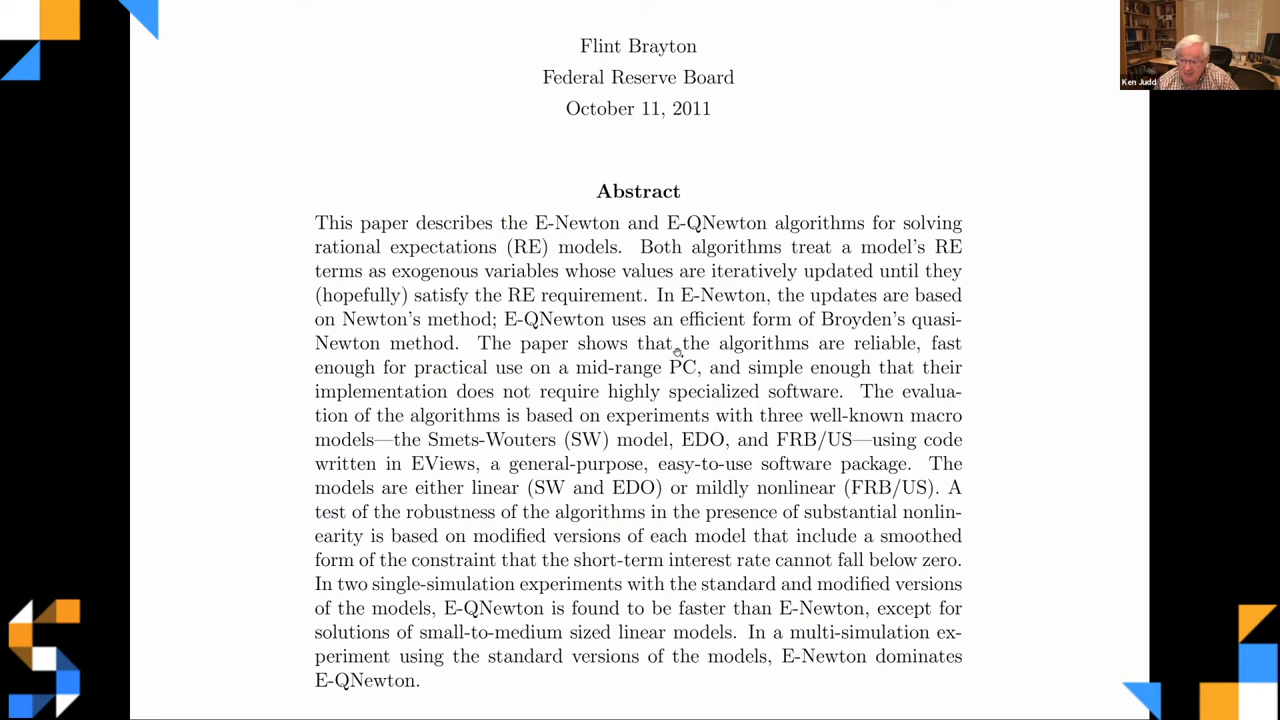 Flint Brayton
Federal Reserve Board
October 11, 2011
Ken Judd
Abstract
This paper describes the E-Newton and E-QNewton algorithms for solving
rational expectations (RE) models. Both algorithms treat a model's RE
terms as exogenous variables whose values are iteratively updated until they
(hopefully) satisfy the RE requirement. In E-Newton, the updates are based
on Newton's method; E-QNewton uses an efficient form of Broyden's quasi-
Newton method. The paper shows that the algorithms are reliable, fast
enough for practical use on a mid-range PC, and simple enough that their
implementation does not require highly specialized software. The evalua-
tion of the algorithms is based on experiments with three well-known macro
models—the Smets-Wouters (SW) model, EDO, and FRB/US—using code
written in EViews, a general-purpose, easy-to-use software package. The
models are either linear (SW and EDO) or mildly nonlinear (FRB/US). A
test of the robustness of the algorithms in the presence of substantial nonlin-
earity is based on modified versions of each model that include a smoothed
form of the constraint that the short-term interest rate cannot fall below zero.
In two single-simulation experiments with the standard and modified versions
of the models, E-QNewton is found to be faster than E-Newton, except for
solutions of small-to-medium sized linear models. In a multi-simulation ex-
periment using the standard versions of the models, E-Newton dominates
E-QNewton.